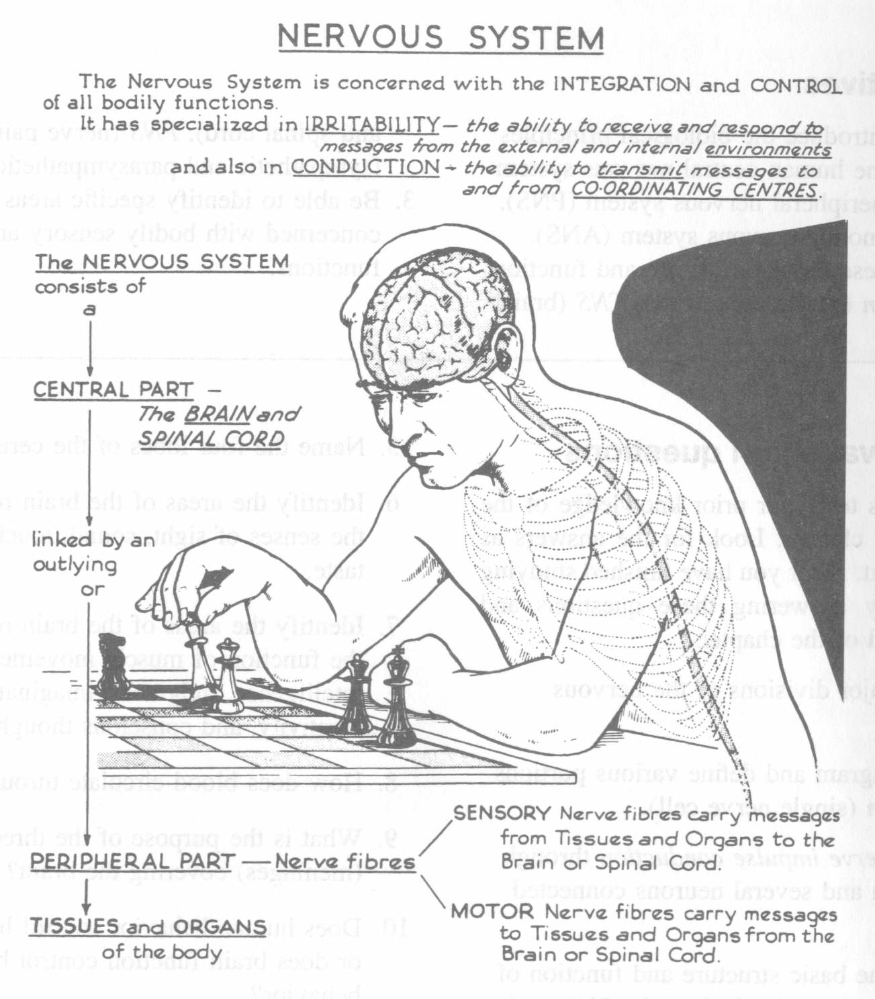 NERVOUS SYSTEM
The Nervous System is concerned with the INTEGRATION and CONTROL
of all bodily functions.
It has specialized in IRRITABILITY – the ability to receive and respond to
messages from the external and internal environments
and also in CONDUCTION – the ability to transmit messages to
and from CO-ORDINATING CENTRES.
The NERVOUS SYSTEM
consists of
a
CENTRAL PART –
The BRAIN and
SPINAL CORD
linked by an
outlying
or
PERIPHERAL PART — Nerve fibres
SENSORY Nerve fibres carry messages
from Tissues and Organs to the
Brain or Spinal Cord.
MOTOR Nerve fibres carry messages
to Tissues and Organs from the
Brain or Spinal Cord.
TISSUES and ORGANS
of the body